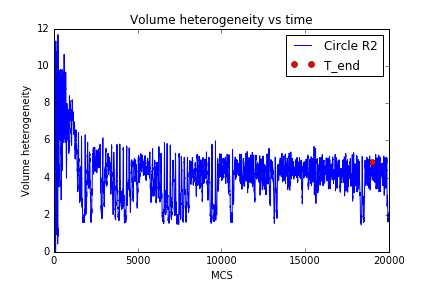 Volume heterogeneity vs time
12
10
8
6
4
2
0
Volume heterogeneity
Circle R2
T_end
0
5000
10000
15000
20000
MCS